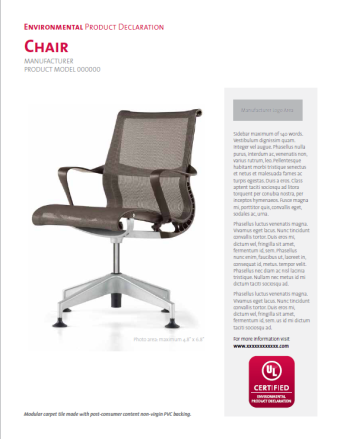 Environmental Product Declaration
Chair
MANUFACTURER
PRODUCT MODEL 000000
Manufacturer logo here
Sidebar maximum of 140 words.
Vestibulum dignissim quam.
Integer vel augue. Phasellus nulla
purus, interdum ac, venenatis non,
varius rutrum, leo. Pellentesque
habitant morbi tristique senectus
et netus et malesuada fames ac
turpis egestas. Duis a eros. Class
aptent taciti sociosqu ad litora
torquent per conubia nostra, per
inceptos hymenaeos. Fusce magna
mi, porttitor quis, convallis eget,
sodales ac, urna.
Phasellus luctus venenatis magna.
Vivamus eget lacus. Nunc tincidunt
convallis tortor. Duis eros mi,
dictum vel, fringilla sit amet,
fermentum id, sem. Phasellus
nunc enim, faucibus ut, laoreet in,
consequat id, metus. tempor velit.
Phasellus nec diam ac nisl lacinia
tristique. Nullam nec metus id mi
dictum taciti sociosqu ad.
Phasellus luctus venenatis magna.
Vivamus eget lacus. Nunc tincidunt
convallis tortor. Duis eros mi,
dictum vel, fringilla sit amet,
fermentum id, sem. us id mi dictum
taciti sociosqu ad.
For more information visit
www.xxxxxxxxxxxx.com
Photo area maximum 4.8" x 6.8"
UL
CERTIFIED
ENVIRONMENTAL
PRODUCT DECLARATION
Modular carpet tile made with post-consumer content non-virgin PVC backing.